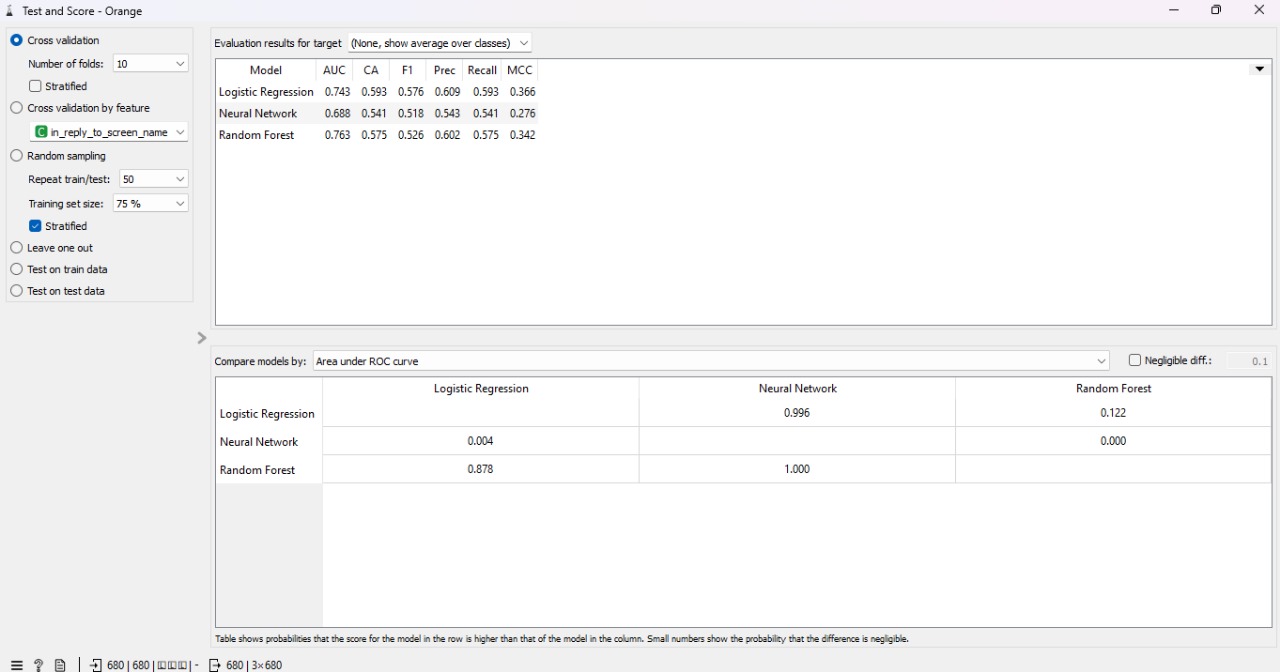 Test and Score - Orange
Cross validation
Number of folds: 10
Stratified
Cross validation by feature
C in_reply_to_screen_name
Random sampling
Repeat train/test: 50
Training set size: 75 %
Stratified
Leave one out
Test on train data
Test on test data
Evaluation results for target (None, show average over classes)
Model AUC CA F1 Prec Recall MCC
Logistic Regression 0.743 0.593 0.576 0.609 0.593 0.366
Neural Network 0.688 0.541 0.518 0.543 0.541 0.276
Random Forest 0.763 0.575 0.526 0.602 0.575 0.342
Compare models by: Area under ROC curve Negligible diff.: 0.1
Logistic Regression Neural Network Random Forest
Logistic Regression 0.996 0.122
Neural Network 0.004 0.000
Random Forest 0.878 1.000
Table shows probabilities that the score for the model in the row is higher than that of the model in the column. Small numbers show the probability that the difference is negligible.
680 | 680 | - 680 | 3×680